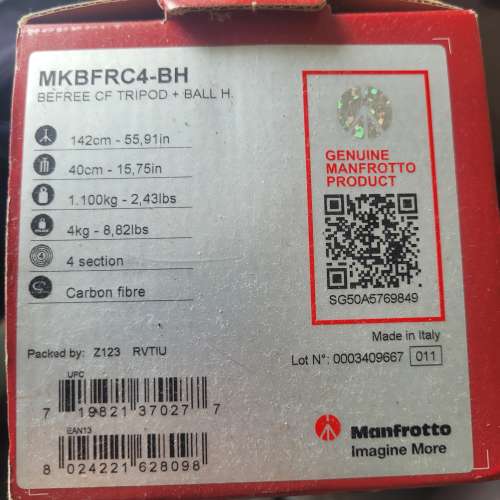 MKBFRC4-BH
BEFREE CF TRIPOD + BALL H.
142cm - 55,91in
40cm - 15,75in
1.100kg - 2,43lbs
4kg - 8,82lbs
4 section
Carbon fibre
GENUINE
MANFROTTO
PRODUCT
SG50A5769849
Made in Italy
Packed by: Z123 RVTIU
Lot N°: 0003409667 011
UPC
7 19821 37027 7
EAN13
8 024221 628098
Manfrotto
Imagine More